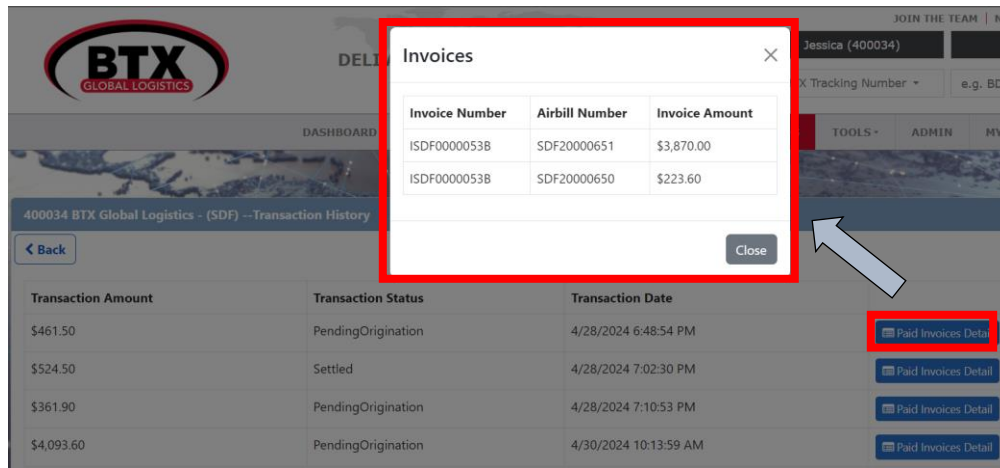 JOIN THE TEAM |
BTX
GLOBAL LOGISTICS
Jessica (400034)
Tracking Number
e.g.
DASHBOARD
TOOLS
ADMIN
Invoices
Invoice Number Airbill Number Invoice Amount
ISDF0000053B SDF20000651 $3,870.00
ISDF0000053B SDF20000650 $223.60
Close
400034 BTX Global Logistics - (SDF) --Transaction History
Back
Transaction Amount Transaction Status Transaction Date
$461.50 PendingOrigination 4/28/2024 6:48:54 PM Paid Invoices Detail
$524.50 Settled 4/28/2024 7:02:30 PM Paid Invoices Detail
$361.90 PendingOrigination 4/28/2024 7:10:53 PM Paid Invoices Detail
$4,093.60 PendingOrigination 4/30/2024 10:13:59 AM Paid Invoices Detail